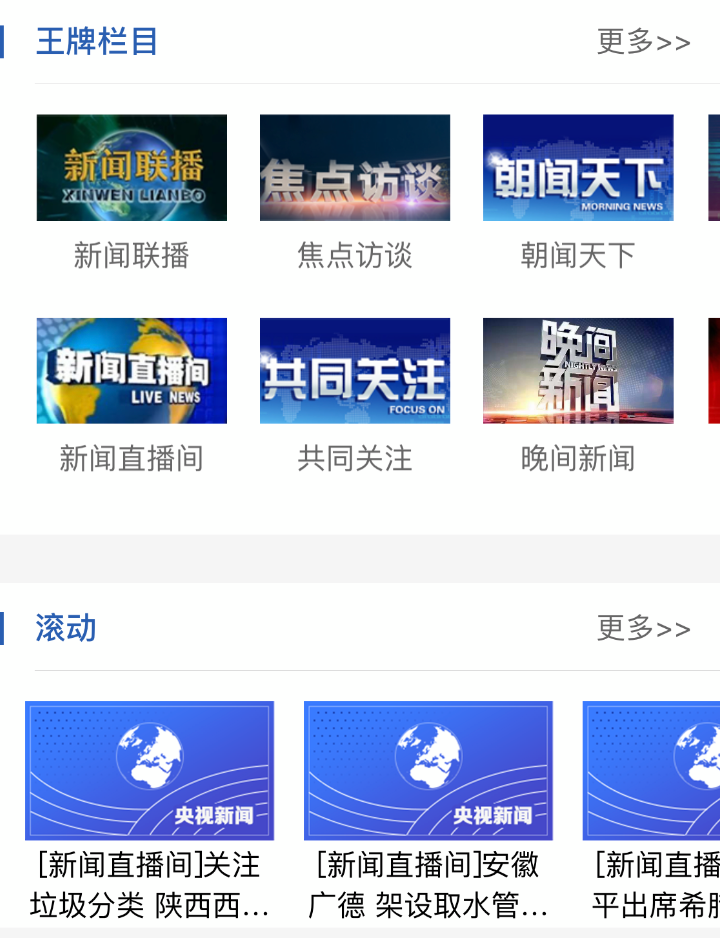 王牌栏目
更多>>
新闻联播
XINWEN LIANBO
焦点访谈
朝闻天下
MORNING NEWS
新闻联播
焦点访谈
朝闻天下
新闻直播间
LIVE NEWS
共同关注
FOCUS ON
晚间
NIGHTLY NEWS
新闻
新闻直播间
共同关注
晚间新闻
滚动
更多>>
央视新闻
央视新闻
[新闻直播间]关注
垃圾分类 陕西西…
[新闻直播间]安徽
广德 架设取水管…
[新闻直播
平出席希腊